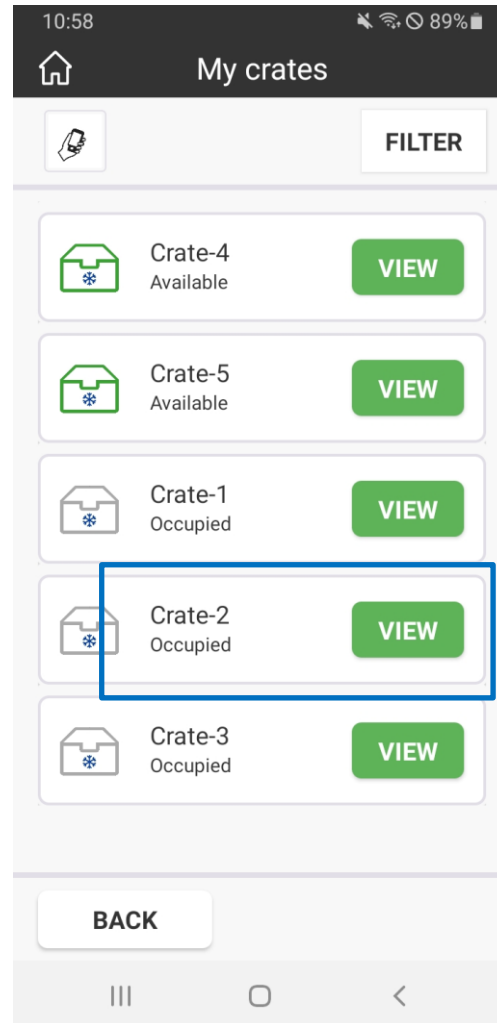 10:58 89%
My crates
FILTER
Crate-4
Available
VIEW
Crate-5
Available
VIEW
Crate-1
Occupied
VIEW
Crate-2
Occupied
VIEW
Crate-3
Occupied
VIEW
BACK